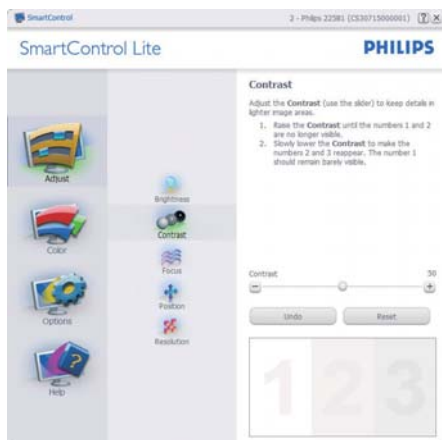 SmartControl
2 - Philips 225B1 (CS30715000001)
SmartControl Lite
PHILIPS
Adjust
Color
Options
Help
Brightness
Contrast
Focus
Position
Resolution
Contrast
Adjust the Contrast (use the slider) to keep details in
lighter image areas.
1. Raise the Contrast until the numbers 1 and 2
are no longer visible.
2. Slowly lower the Contrast to make the
numbers 2 and 3 reappear. The number 1
should remain barely visible.
Contrast
50
Undo
Reset
1 2 3